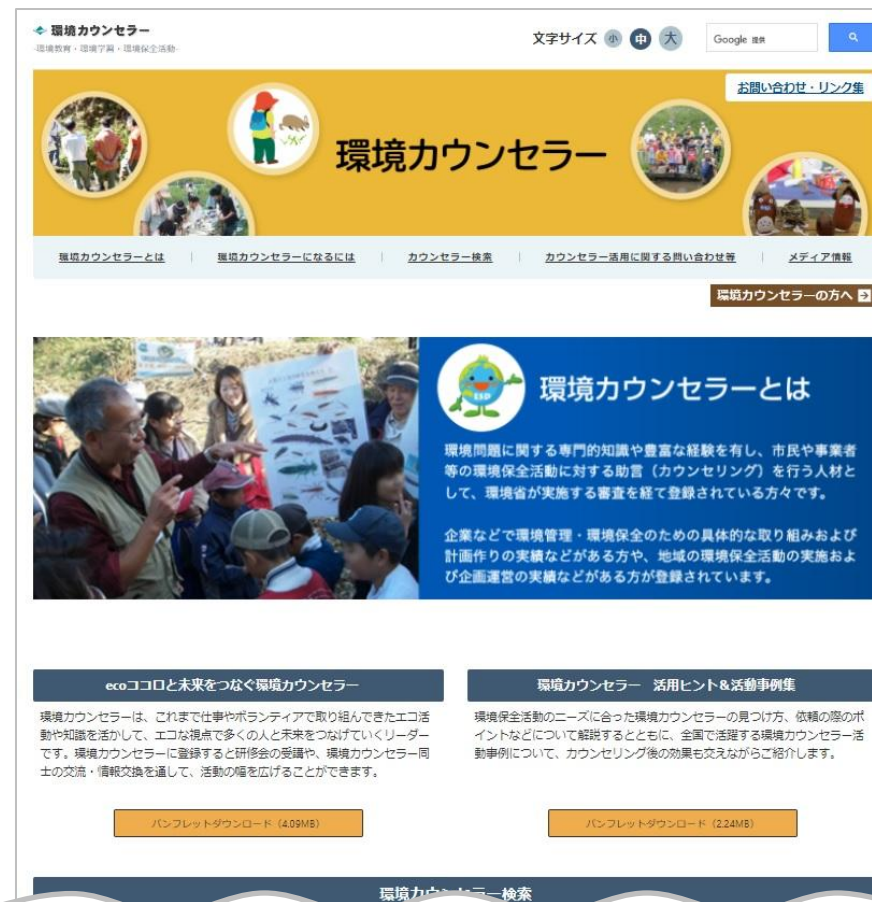 環境カウンセラー
-環境教育・環境学習・環境保全活動-
文字サイズ 小 中 大
Google 提供
お問い合わせ・リンク集
環境カウンセラー
環境カウンセラーとは
環境カウンセラーになるには
カウンセラー検索
カウンセラー活用に関する問い合わせ等
メディア情報
環境カウンセラーの方へ
ESD
環境カウンセラーとは
環境問題に関する専門的知識や豊富な経験を有し、市民や事業者
等の環境保全活動に対する助言（カウンセリング）を行う人材と
して、環境省が実施する審査を経て登録されている方々です。
企業などで環境管理・環境保全のための具体的な取り組みおよび
計画作りの実績などがある方や、地域の環境保全活動の実施およ
び企画運営の実績などがある方が登録されています。
ecoココロと未来をつなぐ環境カウンセラー
環境カウンセラーは、これまで仕事やボランティアで取り組んできたエコ活
動や知識を活かして、エコな視点で多くの人と未来をつなげていくリーダー
です。環境カウンセラーに登録すると研修会の受講や、環境カウンセラー同
士の交流・情報交換を通して、活動の幅を広げることができます。
パンフレットダウンロード（4.09MB）
環境カウンセラー　活用ヒント&活動事例集
環境保全活動のニーズに合った環境カウンセラーの見つけ方、依頼の際のポ
イントなどについて解説するとともに、全国で活躍する環境カウンセラー活
動事例について、カウンセリング後の効果も交えながらご紹介します。
パンフレットダウンロード（2.24MB）
環境カウンセラー検索